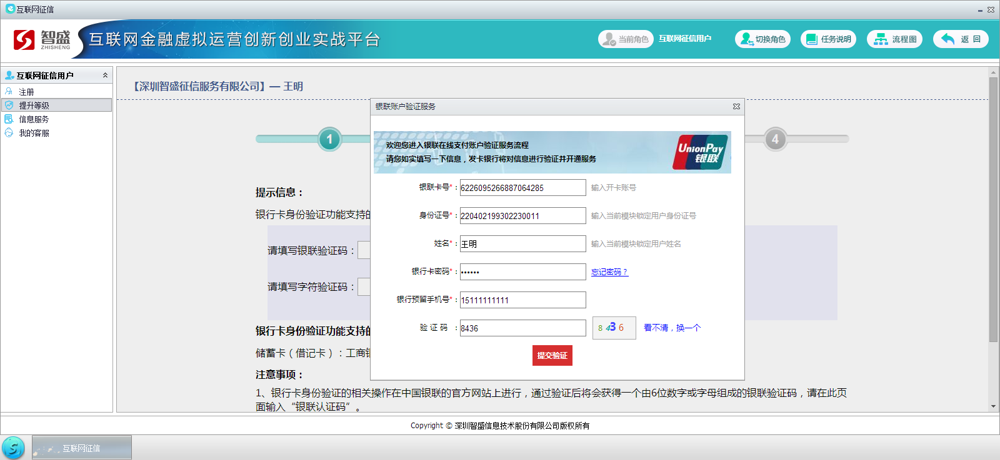 互联网征信
智盛
ZHISHENG
互联网金融虚拟运营创新创业实战平台
当前角色
互联网征信用户
切换角色
任务说明
流程图
返 回
互联网征信用户
注册
提升等级
信息服务
我的客服
【深圳智盛征信服务有限公司】— 王明
1
4
提示信息：
银行卡身份验证功能支持的
请填写银联验证码：
请填写字符验证码：
银行卡身份验证功能支持的
储蓄卡（借记卡）：工商银
注意事项：
1、银行卡身份验证的相关操作在中国银联的官方网站上进行，通过验证后将会获得一个由6位数字或字母组成的银联验证码，请在此页
面输入“银联认证码”。
银联账户验证服务
欢迎您进入银联在线支付账户验证服务流程
请您如实填写一下信息，发卡银行将对信息进行验证并开通服务
UnionPay
银联
银联卡号*：6226095266887064285 输入开卡账号
身份证号*：220402199302230011 输入当前模块锁定用户身份证号
姓名*：王明 输入当前模块锁定用户姓名
银行卡密码*：•••••• 忘记密码？
银行预留手机号*：15111111111
验 证 码 ：8436 8436 看不清，换一个
提交验证
Copyright © 深圳智盛信息技术股份有限公司版权所有
互联网征信